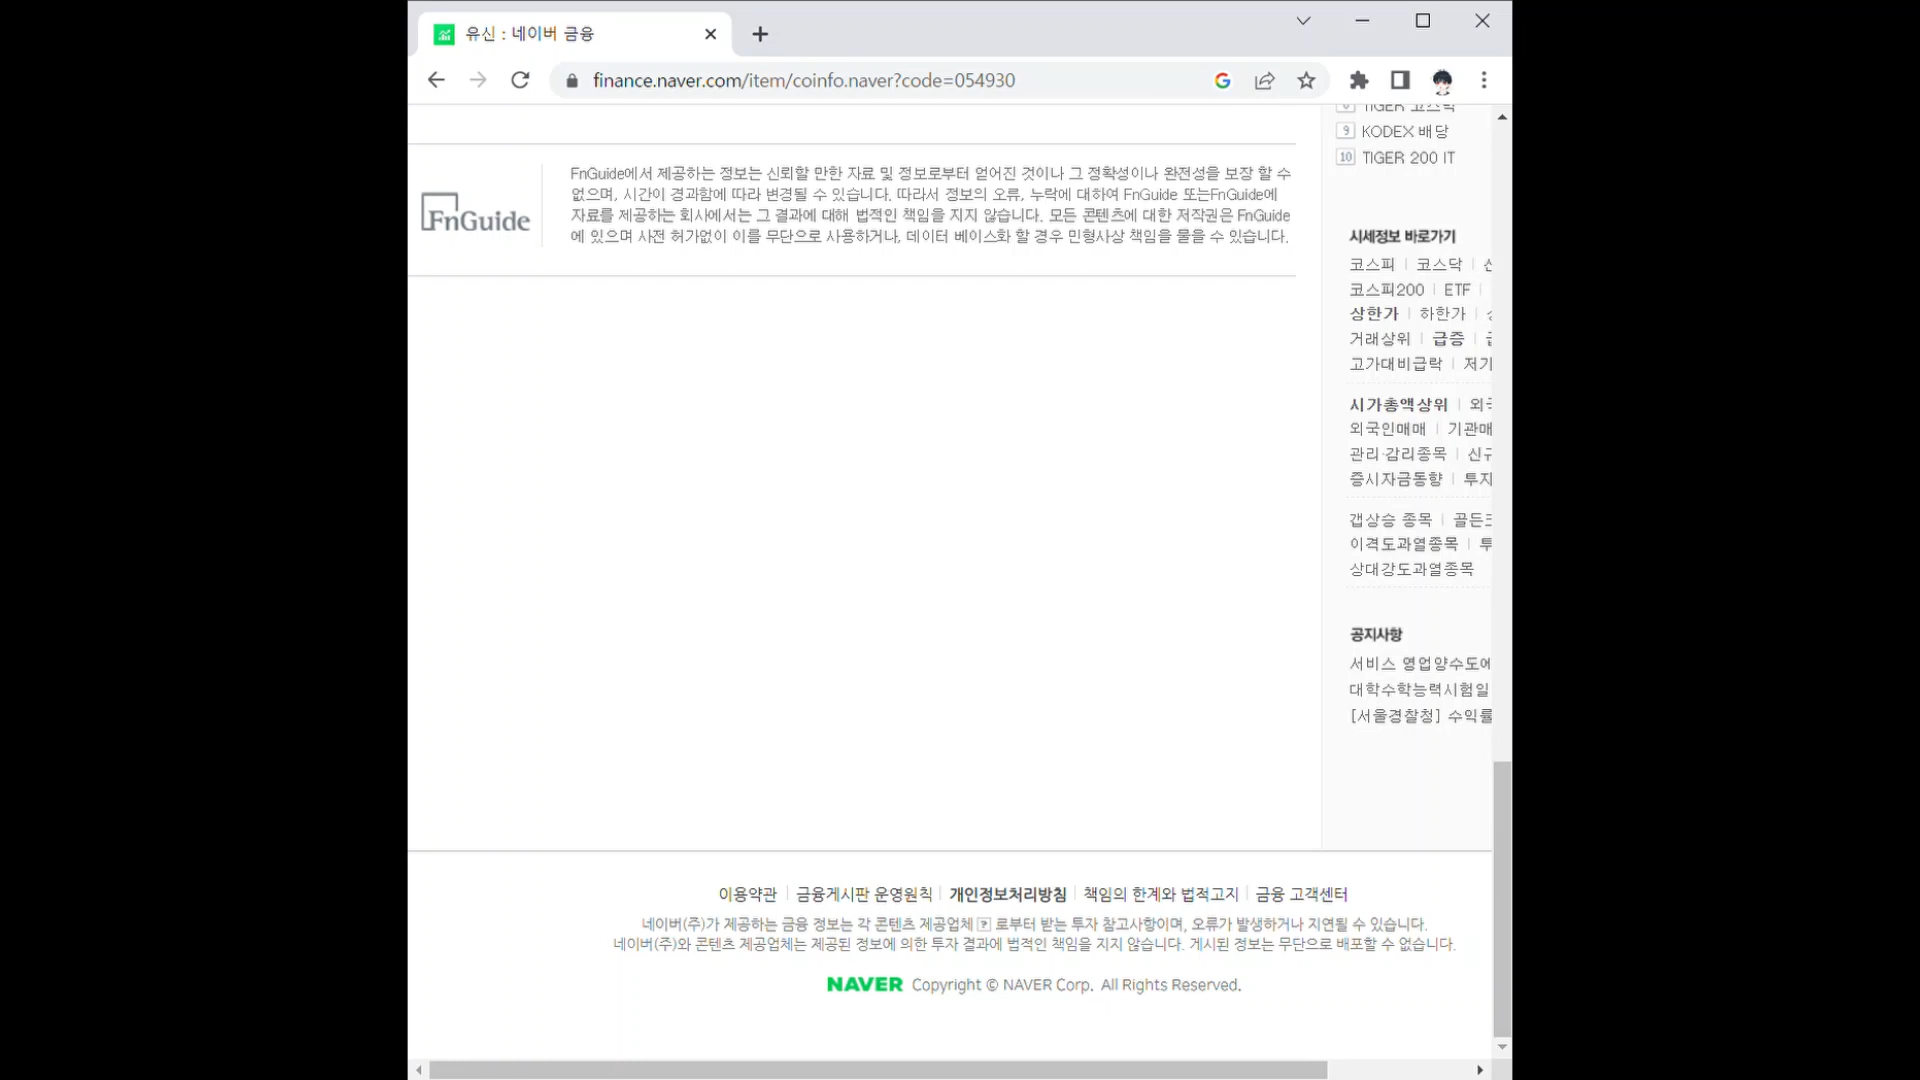 유신 : 네이버 금융
finance.naver.com/item/coinfo.naver?code=054930
FnGuide
FnGuide에서 제공하는 정보는 신뢰할 만한 자료 및 정보로부터 얻어진 것이나 그 정확성이나 완전성을 보장 할 수
없으며, 시간이 경과함에 따라 변경될 수 있습니다. 따라서 정보의 오류, 누락에 대하여 FnGuide 또는FnGuide에
자료를 제공하는 회사에서는 그 결과에 대해 법적인 책임을 지지 않습니다. 모든 콘텐츠에 대한 저작권은 FnGuide
에 있으며 사전 허가없이 이를 무단으로 사용하거나, 데이터 베이스화 할 경우 민형사상 책임을 물을 수 있습니다.
TIGER 코스닥
9 KODEX 배당
10 TIGER 200 IT
시세정보 바로가기
코스피 | 코스닥 |
코스피200 | ETF |
상한가 | 하한가 |
거래상위 | 급증 |
고가대비급락 |
시가총액상위 |
외국인매매 |
관리·감리종목 |
증시자금동향 |
갭상승 종목 |
이격도과열종목 |
상대강도과열종목
공지사항
서비스
대학수학능력시험일
[서울경찰청]
이용약관 | 금융게시판 운영원칙 | 개인정보처리방침 | 책임의 한계와 법적고지 | 금융 고객센터
네이버(주)가 제공하는 금융 정보는 각 콘텐츠 제공업체 ? 로부터 받는 투자 참고사항이며, 오류가 발생하거나 지연될 수 있습니다.
네이버(주)와 콘텐츠 제공업체는 제공된 정보에 의한 투자 결과에 법적인 책임을 지지 않습니다. 게시된 정보는 무단으로 배포할 수 없습니다.
NAVER Copyright © NAVER Corp. All Rights Reserved.